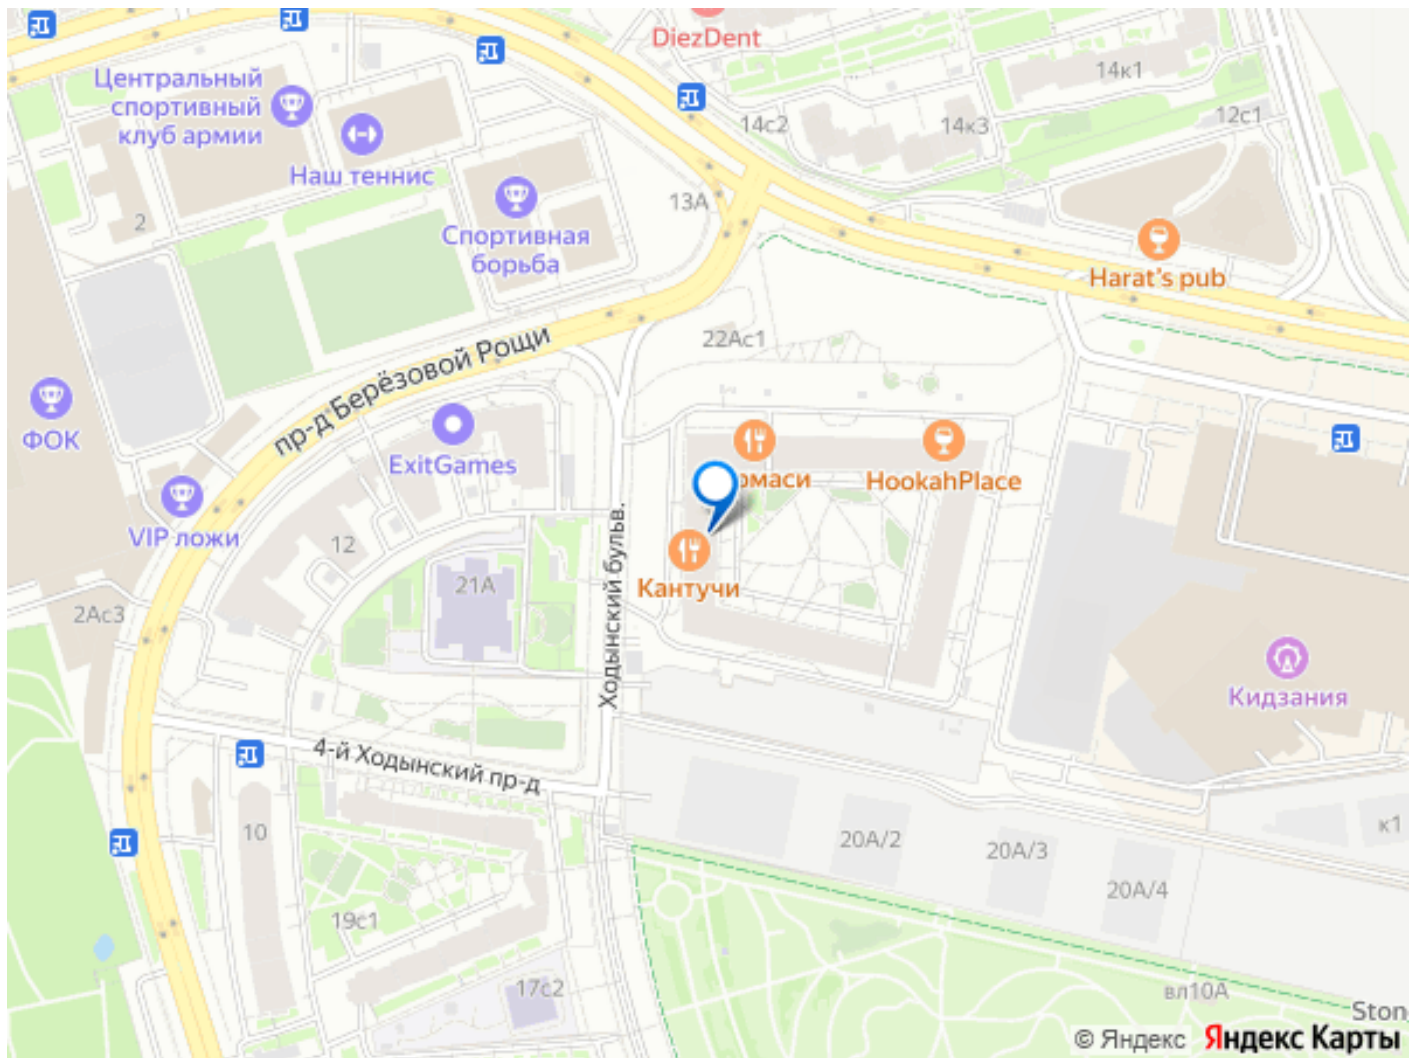 DiezDent
14к1
Центральный
спортивный
клуб армии
12с1
14с2
14к3
Наш теннис
13А
2
Спортивная
борьба
Harat's pub
22Ас1
пр-д Берёзовой Рощи
ФОК
ExitGames
HookahPlace
VIP ложи
12
Ходынский бульв.
21А
Кантучи
2Ас3
Кидзания
4-й Ходынский пр-д
10
20А/2
20А/3
к1
20А/4
19с1
17с2
вл10А
Ston
© Яндекс Яндекс Карты